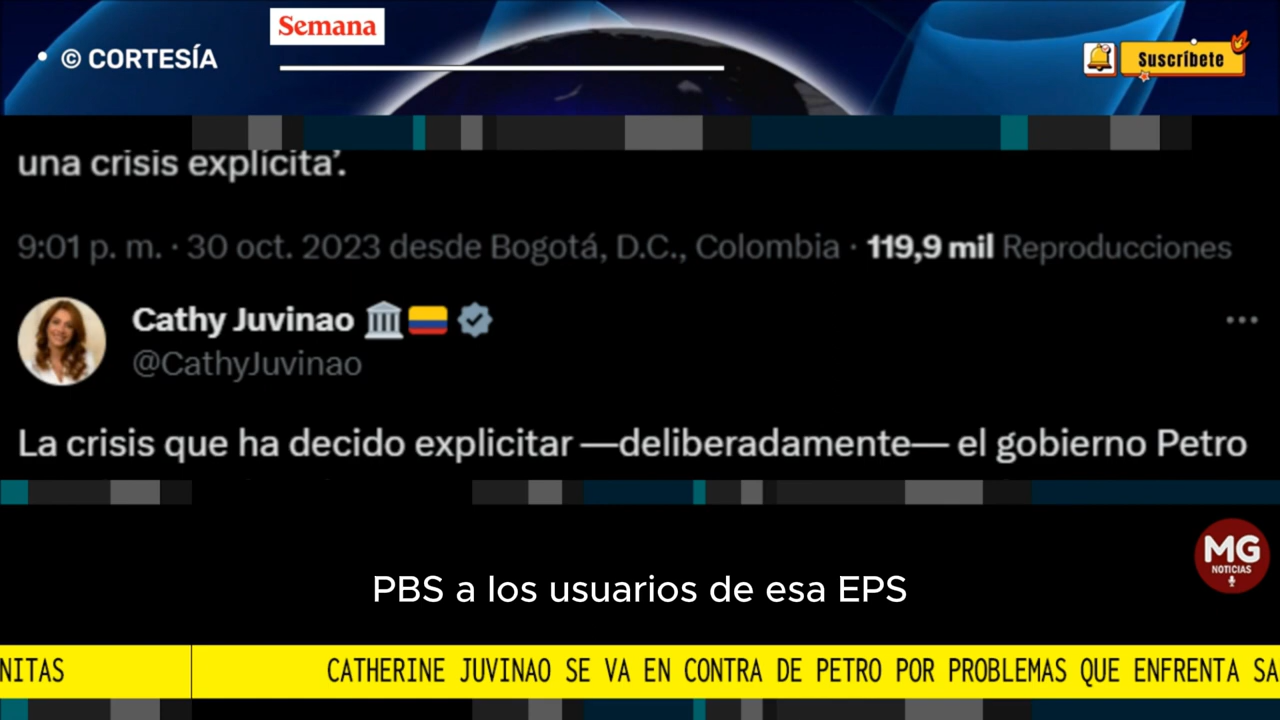 Semana
• © CORTESÍA
Suscríbete
una crisis explícita’.
9:01 p. m. · 30 oct. 2023 desde Bogotá, D.C., Colombia · 119,9 mil Reproducciones
Cathy Juvinao
@CathyJuvinao
La crisis que ha decido explicitar —deliberadamente— el gobierno Petro
MG
NOTICIAS
PBS a los usuarios de esa EPS
NITAS CATHERINE JUVINAO SE VA EN CONTRA DE PETRO POR PROBLEMAS QUE ENFRENTA SA